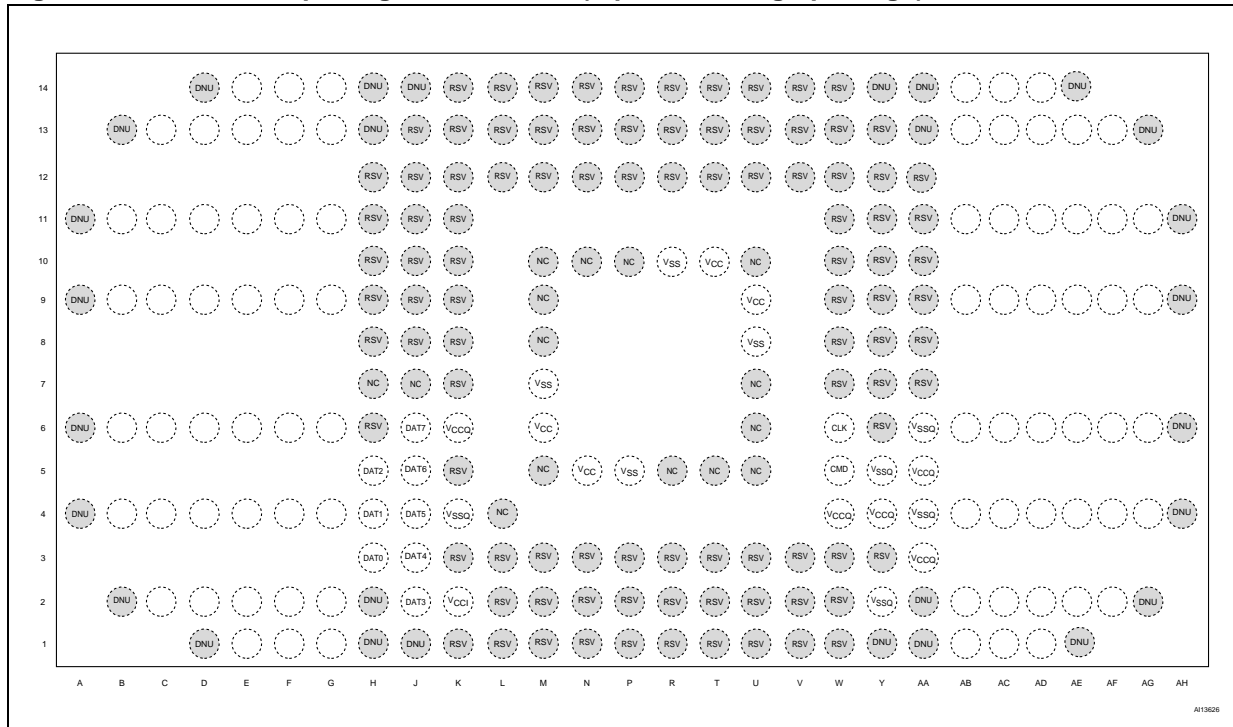 14 DNU DNU DNU RSV RSV RSV RSV RSV RSV RSV RSV RSV RSV DNU DNU DNU
13 DNU DNU RSV RSV RSV RSV RSV RSV RSV RSV RSV RSV RSV RSV DNU DNU
12 RSV RSV RSV RSV RSV RSV RSV RSV RSV RSV RSV RSV RSV RSV
11 DNU RSV RSV RSV RSV RSV RSV DNU
10 RSV RSV RSV NC NC NC VSS VCC NC RSV RSV RSV
9 DNU RSV RSV RSV NC VCC RSV RSV RSV DNU
8 RSV RSV RSV NC VSS RSV RSV RSV
7 NC NC RSV VSS NC RSV RSV RSV
6 DNU RSV DAT7 VCCQ VCC NC CLK RSV VSSQ DNU
5 DAT2 DAT6 RSV NC VCC VSS NC NC NC CMD VSSQ VCCQ
4 DNU DAT1 DAT5 VSSQ NC VCCQ VCCQ VSSQ DNU
3 DAT0 DAT4 RSV RSV RSV RSV RSV RSV RSV RSV RSV RSV RSV VCCQ
2 DNU DNU DAT3 VCCI RSV RSV RSV RSV RSV RSV RSV RSV RSV VSSQ DNU DNU
1 DNU DNU DNU RSV RSV RSV RSV RSV RSV RSV RSV RSV RSV DNU DNU DNU
A B C D E F G H J K L M N P R T U V W Y AA AB AC AD AE AF AG AH
AI13626